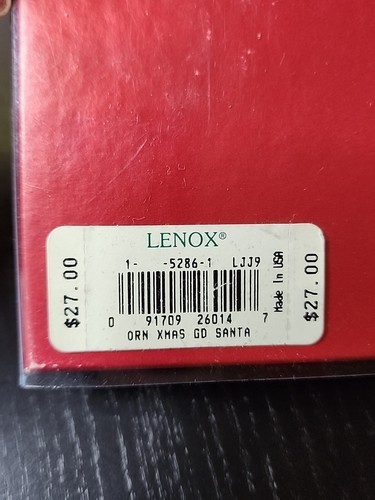 LENOX®
1- -5286-1 LJJ9
0 91709 26014 7
ORN XMAS GD SANTA
$27.00
Made In USA
$27.00